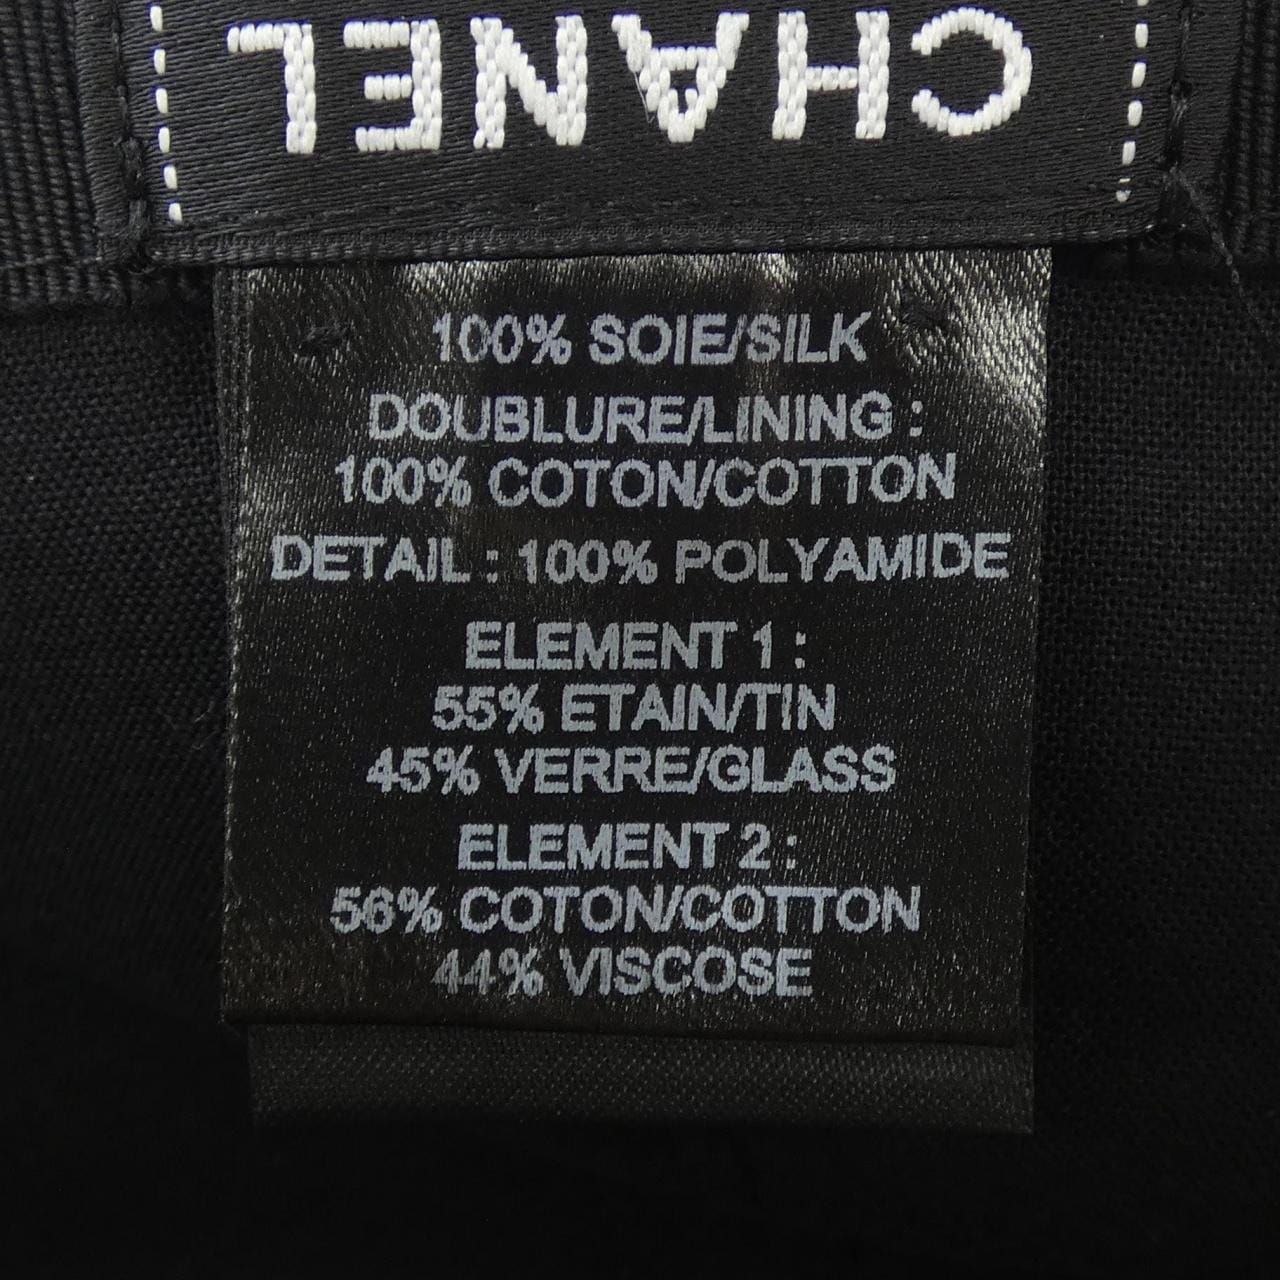 CHANEL
100% SOIE/SILK
DOUBLURE/LINING :
100% COTON/COTTON
DETAIL : 100% POLYAMIDE
ELEMENT 1 :
55% ETAIN/TIN
45% VERRE/GLASS
ELEMENT 2 :
56% COTON/COTTON
44% VISCOSE